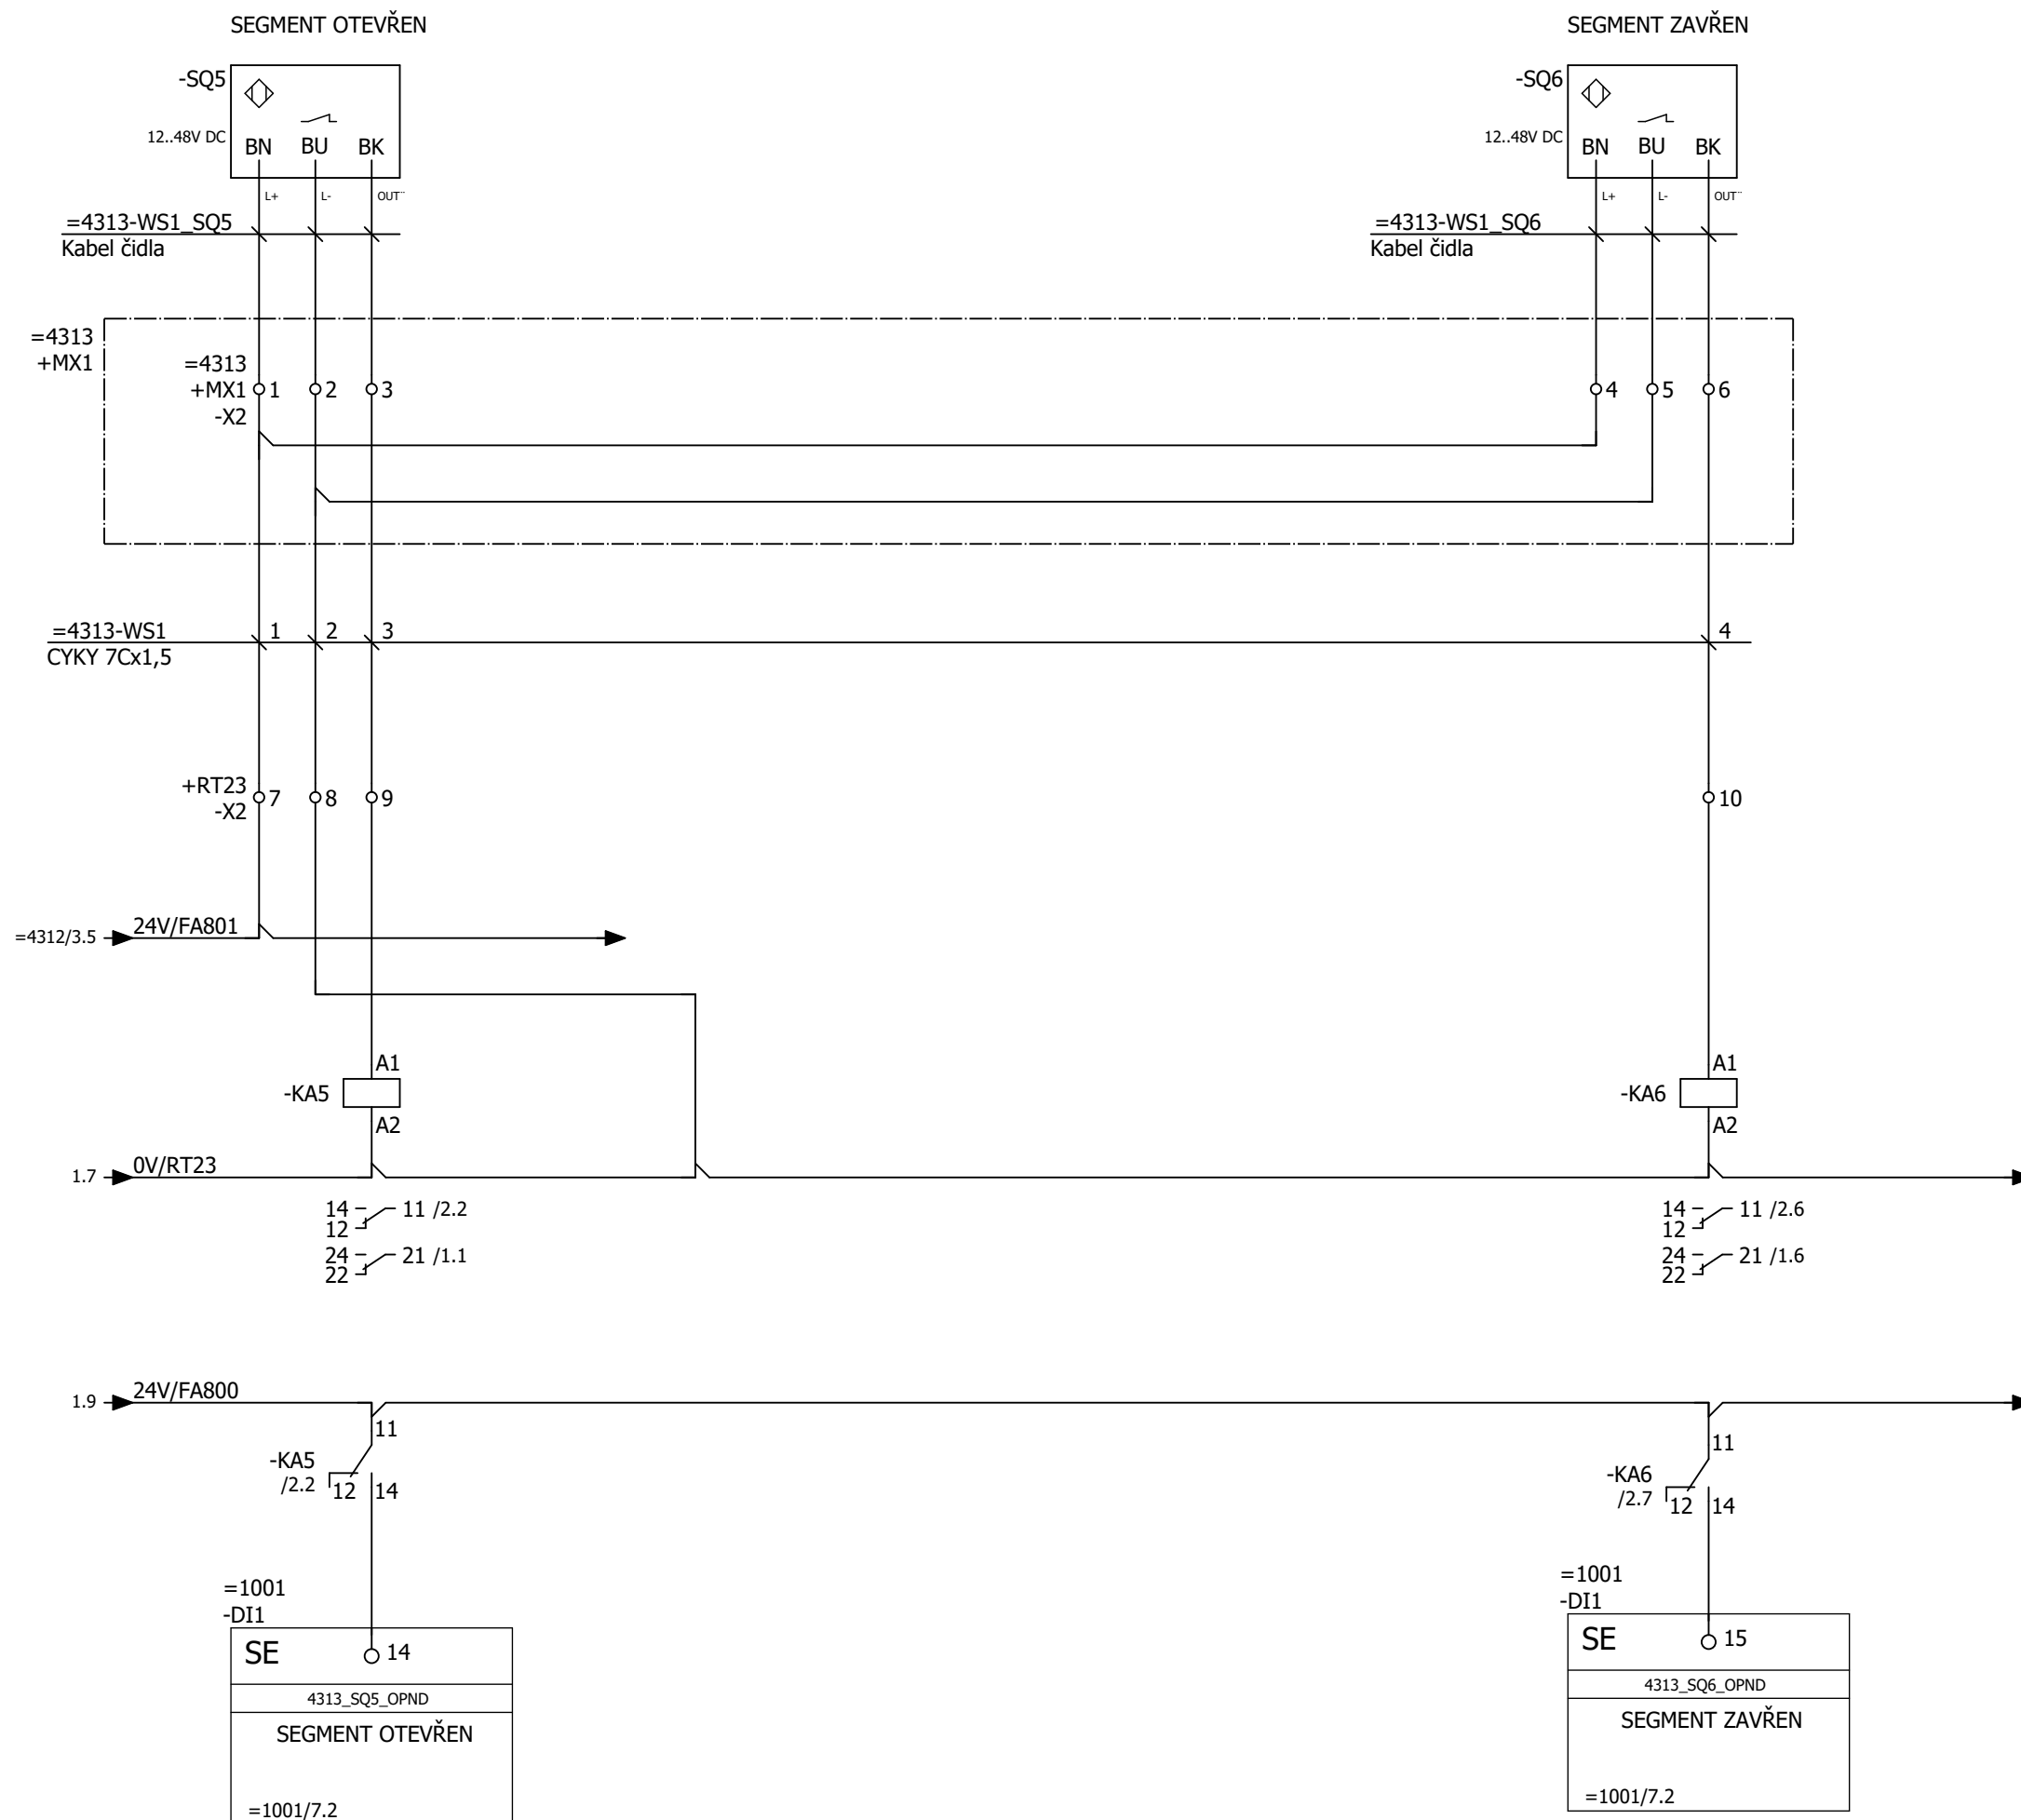 SEGMENT OTEVŘEN
SEGMENT ZAVŘEN
-SQ5
12..48V DC
BN BU BK
L+ L- OUT¨
=4313-WS1_SQ5
Kabel čidla
-SQ6
12..48V DC
BN BU BK
L+ L- OUT¨
=4313-WS1_SQ6
Kabel čidla
=4313
+MX1
=4313
+MX1
-X2
1 2 3 4 5 6
=4313-WS1
CYKY 7Cx1,5
1 2 3 4
+RT23
-X2
7 8 9 10
=4312/3.5 24V/FA801
-KA5
A1
A2
-KA6
A1
A2
1.7 0V/RT23
14 11 /2.2
12
24 21 /1.1
22
14 11 /2.6
12
24 21 /1.6
22
1.9 24V/FA800
11
-KA5
/2.2
12 14
11
-KA6
/2.7
12 14
=1001
-DI1
SE 14
4313_SQ5_OPND
SEGMENT OTEVŘEN
=1001/7.2
=1001
-DI1
SE 15
4313_SQ6_OPND
SEGMENT ZAVŘEN
=1001/7.2